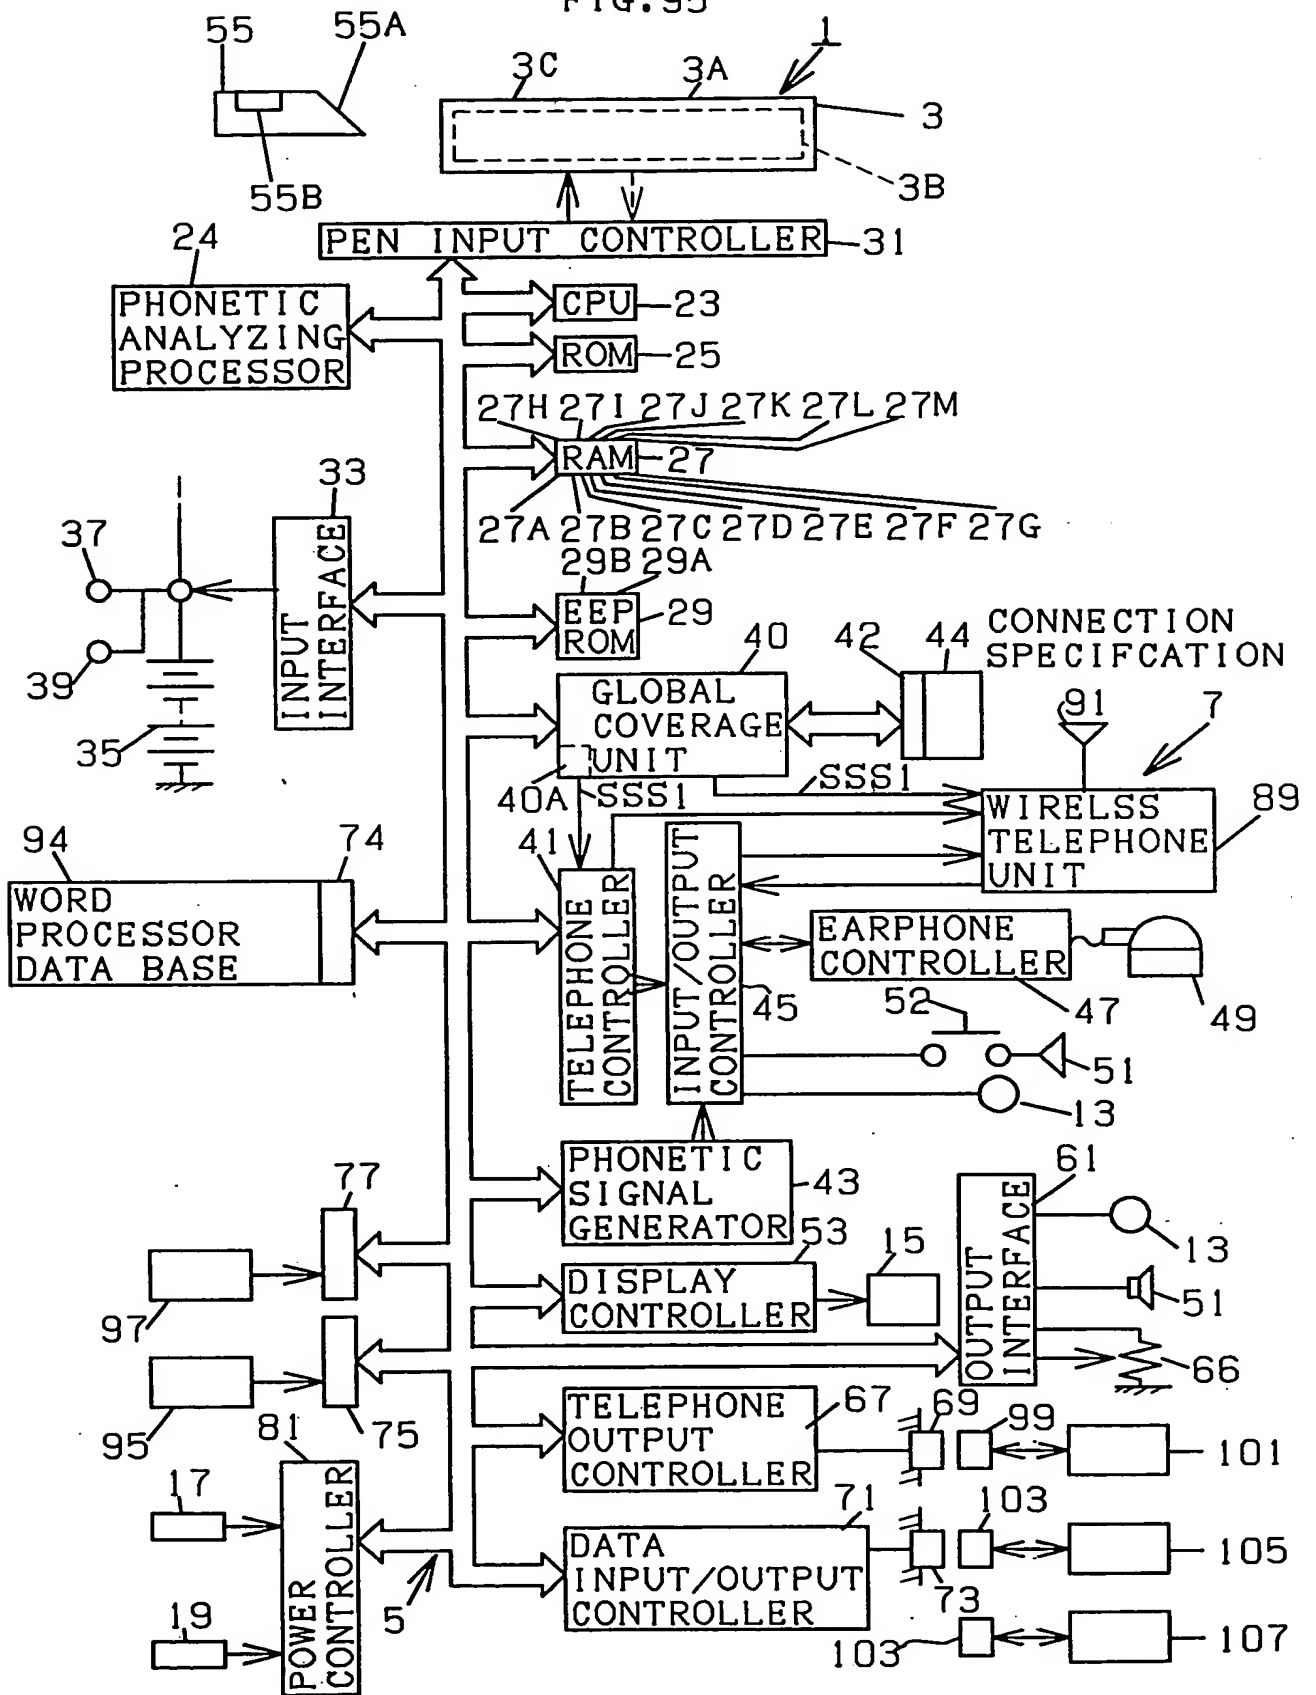 FIG.95
55
55A
1
3C
3A
3
3B
55B
24
PEN INPUT CONTROLLER
31
PHONETIC
ANALYZING
PROCESSOR
CPU
23
ROM
25
27H 27I 27J 27K 27L 27M
RAM
27
27A 27B 27C 27D 27E 27F 27G
33
37
39
35
INPUT
INTERFACE
29B 29A
EEP
ROM
29
40
42
44
CONNECTION
SPECIFCATION
GLOBAL
COVERAGE
UNIT
91
7
40A
SSS1
SSS1
WIRELSS
TELEPHONE
UNIT
89
94
74
WORD
PROCESSOR
DATA BASE
41
TELEPHONE
CONTROLLER
INPUT/OUTPUT
CONTROLLER
45
EARPHONE
CONTROLLER
47
49
52
51
13
PHONETIC
SIGNAL
GENERATOR
43
61
OUTPUT
INTERFACE
13
51
66
77
97
53
DISPLAY
CONTROLLER
15
95
75
TELEPHONE
OUTPUT
CONTROLLER
67
69
99
101
81
17
19
POWER
CONTROLLER
5
71
DATA
INPUT/OUTPUT
CONTROLLER
73
103
105
103
107